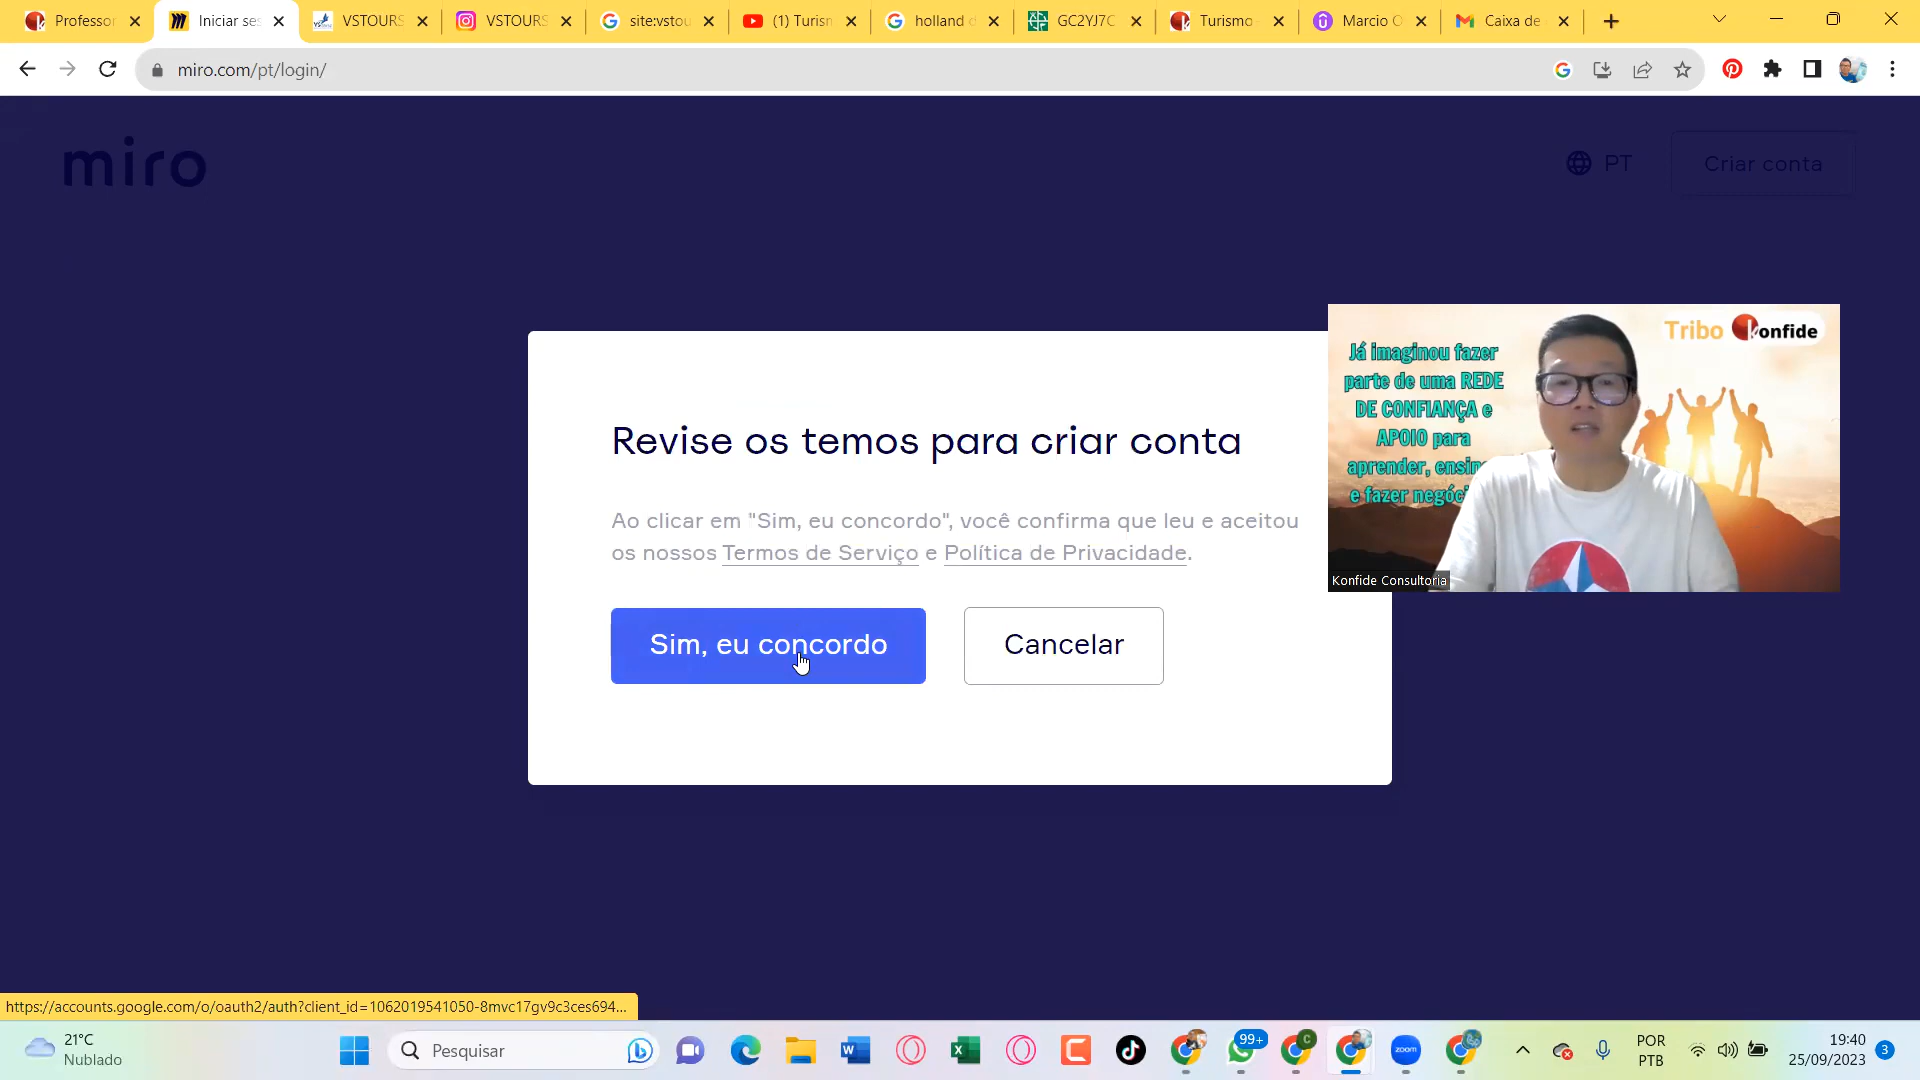 Professor
Iniciar ses
VSTOURS
VSTOURS
site:vstou
(1) Turisn
holland d
GC2YJ7C
Turismo
Marcio O
Caixa de
miro.com/pt/login/
miro
PT
Criar conta
Revise os temos para criar conta
Ao clicar em "Sim, eu concordo", você confirma que leu e aceitou
os nossos Termos de Serviço e Política de Privacidade.
Sim, eu concordo
Cancelar
Tribo Konfide
Já imaginou fazer
parte de uma REDE
DE CONFIANÇA e
APOIO para
aprender, ensin
e fazer negóc
Konfide Consultoria
https://accounts.google.com/o/oauth2/auth?client_id=1062019541050-8mvc17gv9c3ces694...
21°C
Nublado
Pesquisar
99+
C
zoom
POR
PTB
19:40
25/09/2023
3